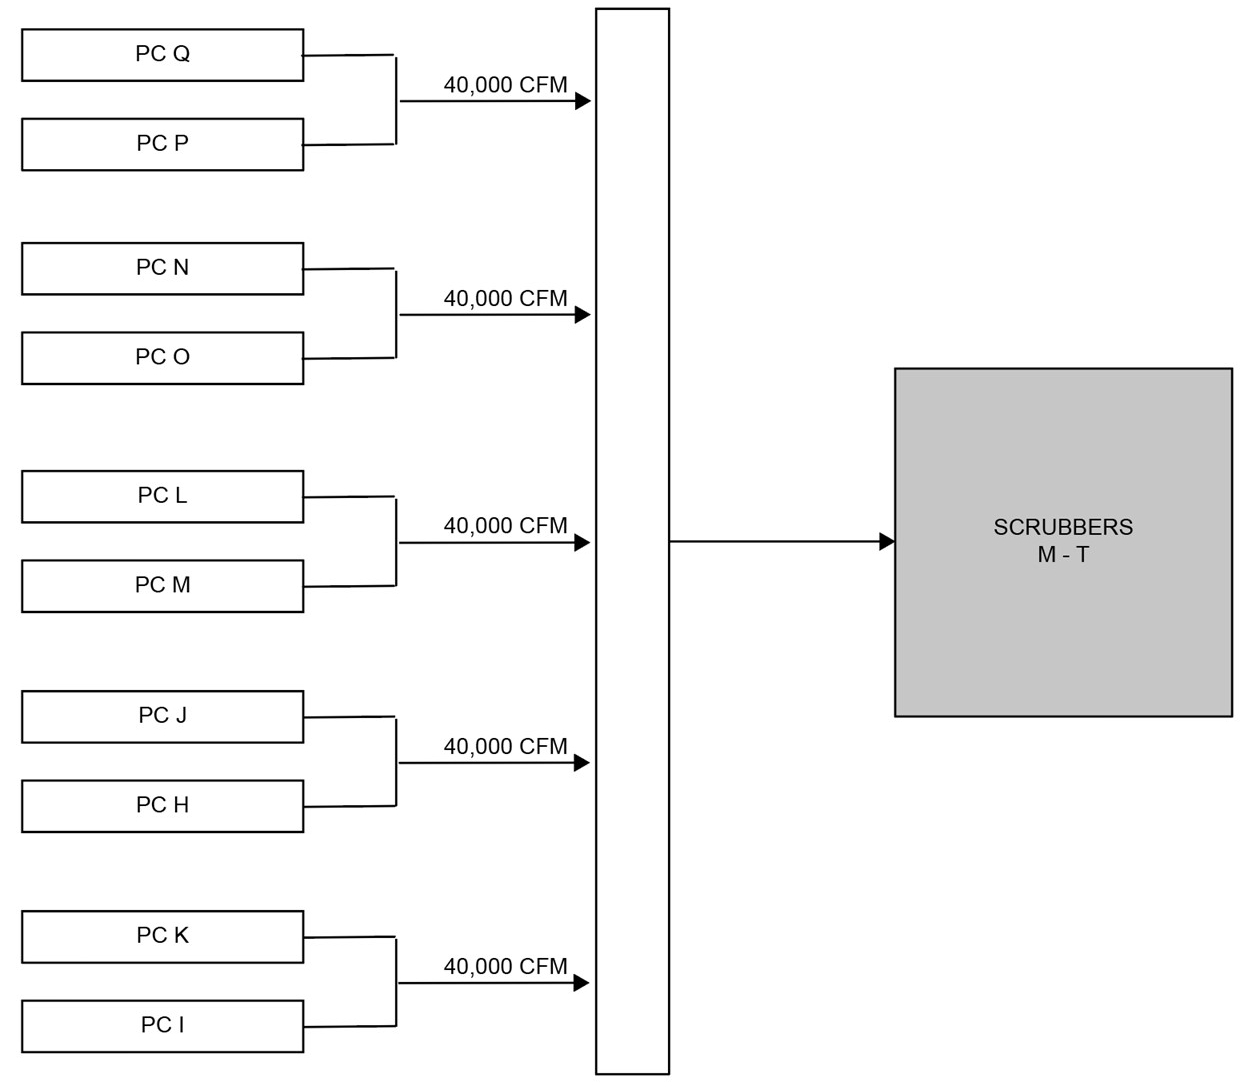 PC Q
40,000 CFM
PC P
PC N
40,000 CFM
PC O
PC L
40,000 CFM
PC M
SCRUBBERS
M - T
PC J
40,000 CFM
PC H
PC K
40,000 CFM
PC I